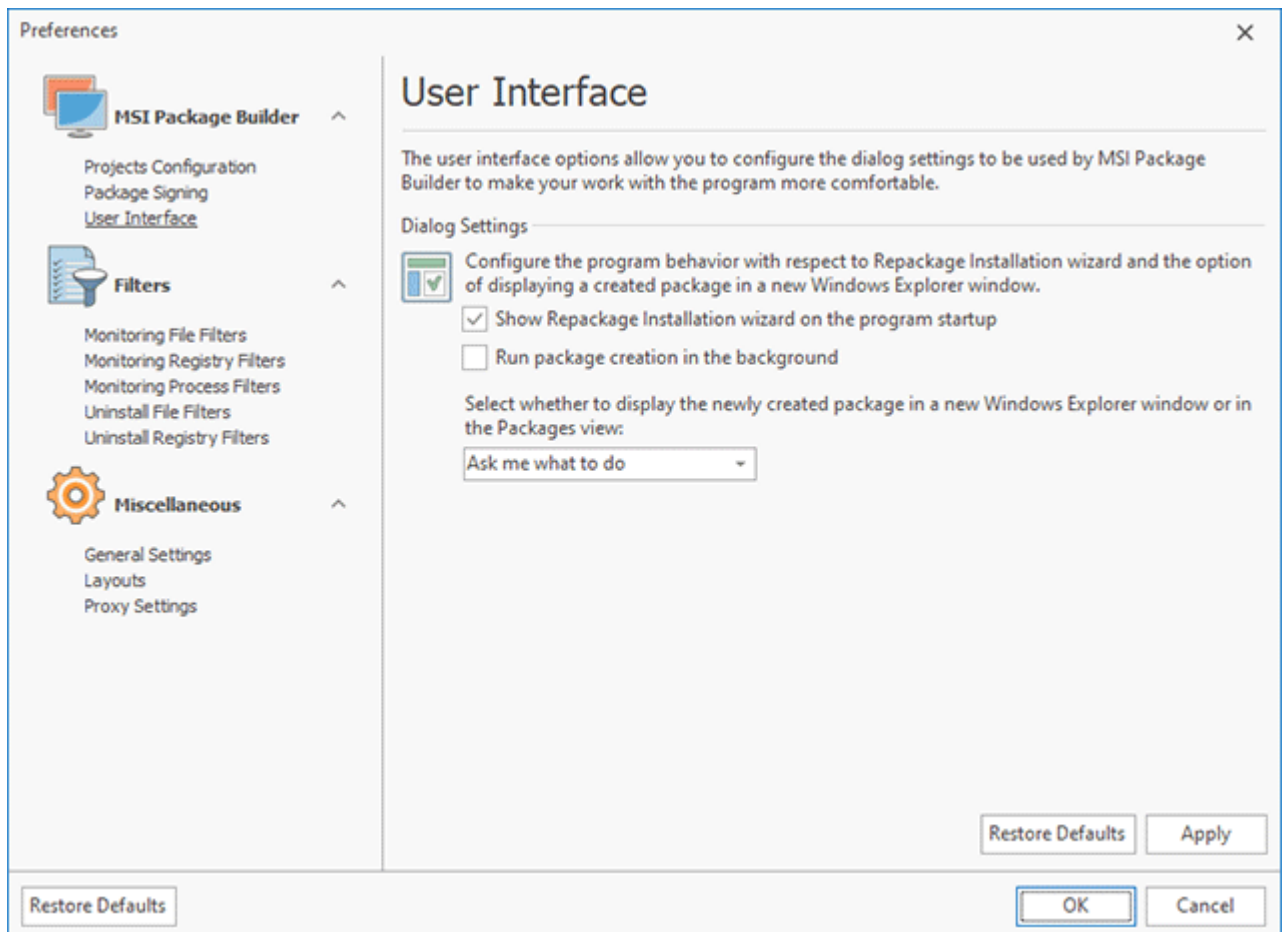 Preferences
MSI Package Builder
Projects Configuration
Package Signing
User Interface
Filters
Monitoring File Filters
Monitoring Registry Filters
Monitoring Process Filters
Uninstall File Filters
Uninstall Registry Filters
Miscellaneous
General Settings
Layouts
Proxy Settings
User Interface
The user interface options allow you to configure the dialog settings to be used by MSI Package
Builder to make your work with the program more comfortable.
Dialog Settings
Configure the program behavior with respect to Repackage Installation wizard and the option
of displaying a created package in a new Windows Explorer window.
Show Repackage Installation wizard on the program startup
Run package creation in the background
Select whether to display the newly created package in a new Windows Explorer window or in
the Packages view:
Ask me what to do
Restore Defaults
Apply
Restore Defaults
OK
Cancel